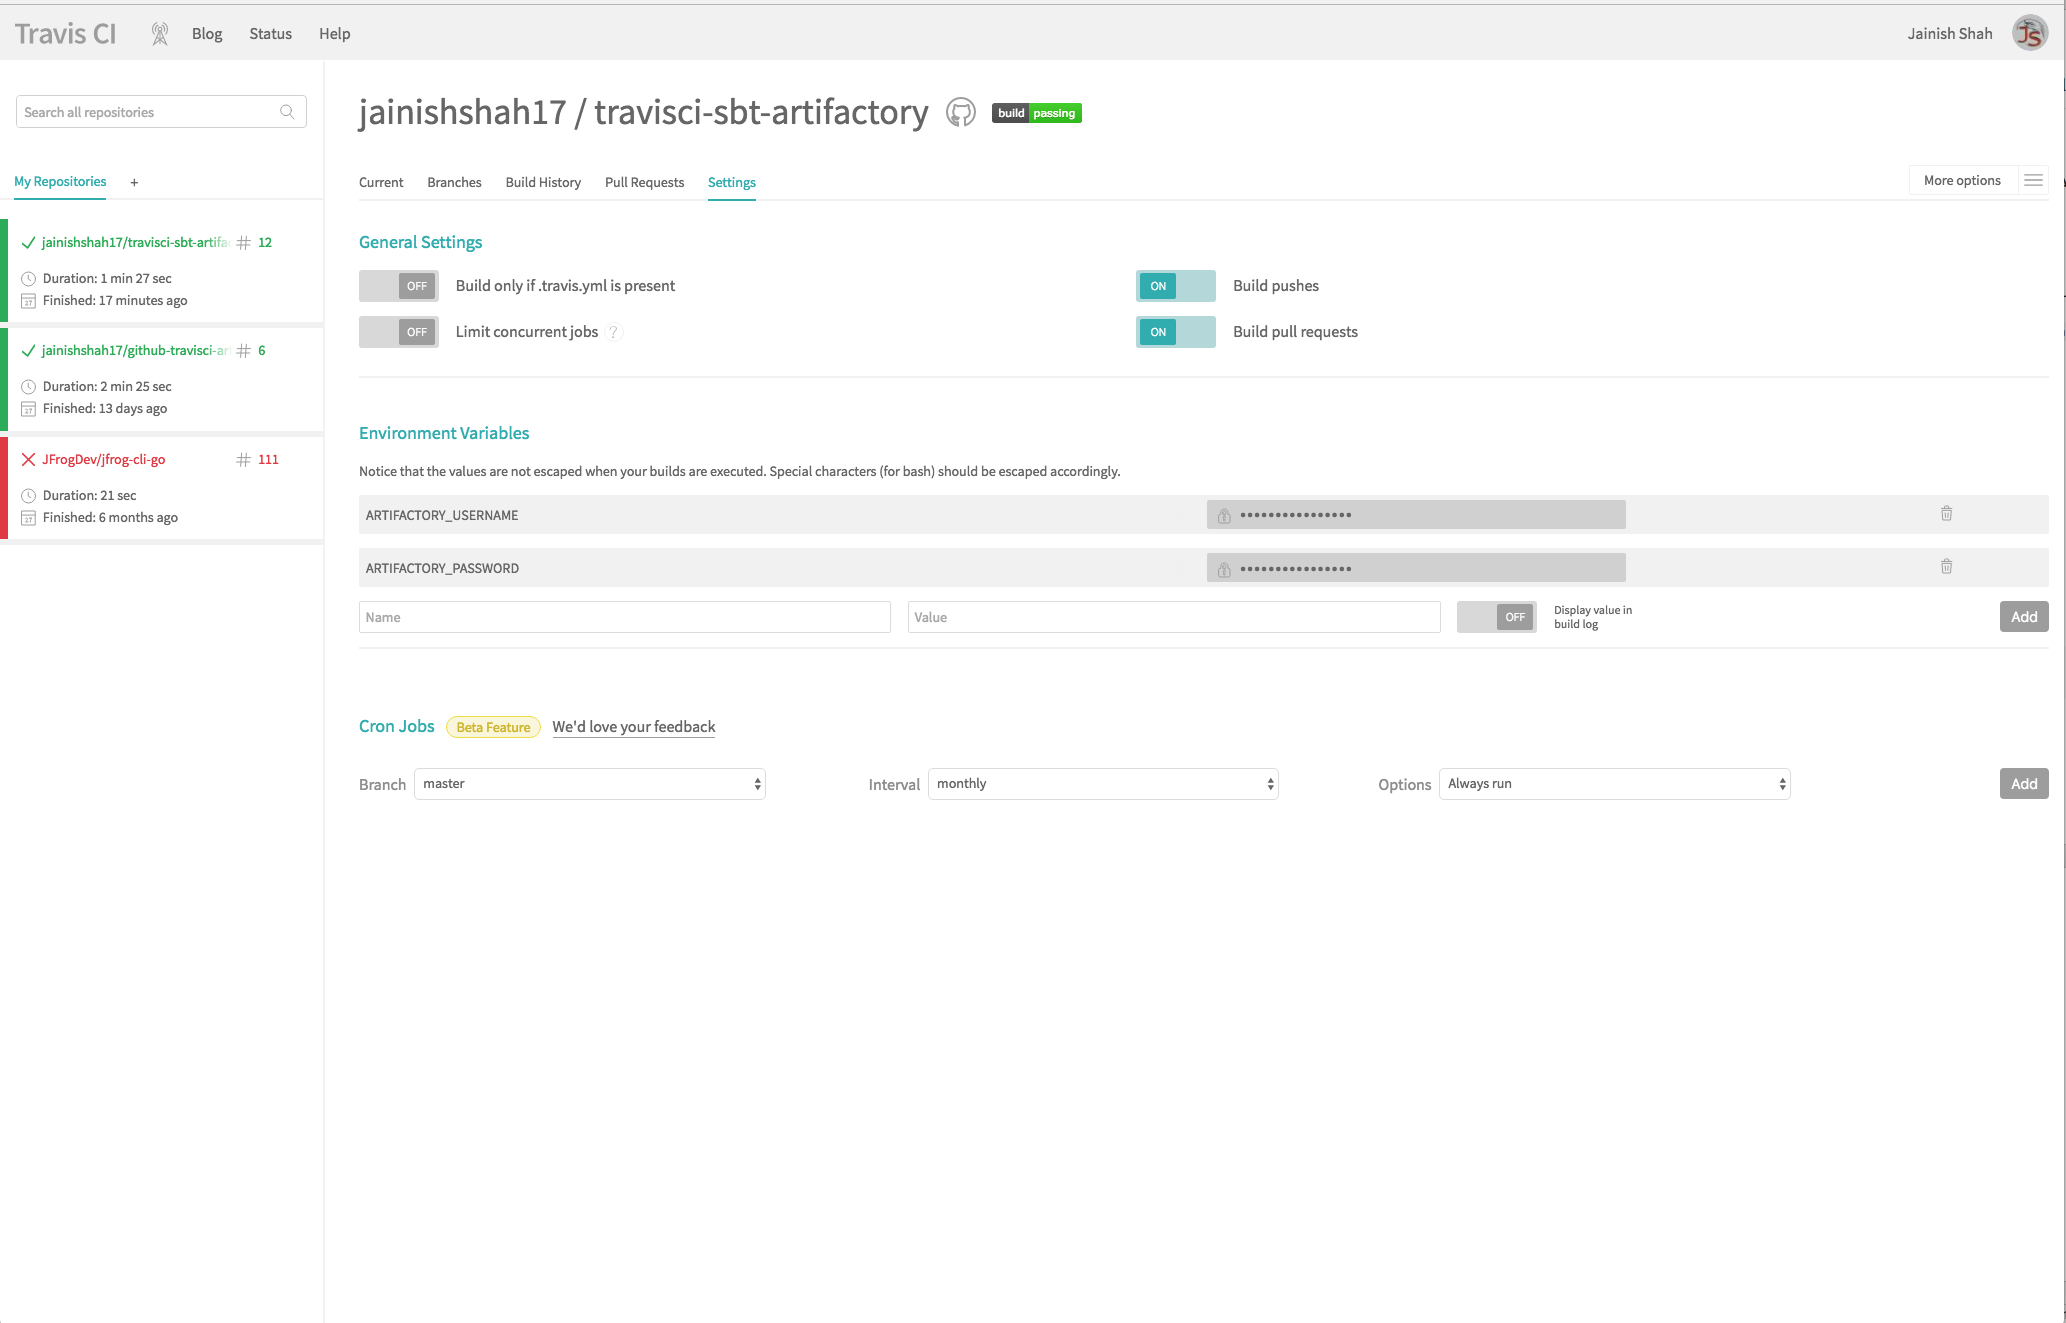 Travis CI
Blog
Status
Help
Jainish Shah
JS
Search all repositories
My Repositories
+
jainishshah17/travisci-sbt-artifa
# 12
Duration: 1 min 27 sec
27 Finished: 17 minutes ago
jainishshah17/github-travisci-ar
# 6
Duration: 2 min 25 sec
27 Finished: 13 days ago
JFrogDev/jfrog-cli-go
# 111
Duration: 21 sec
27 Finished: 6 months ago
jainishshah17 / travisci-sbt-artifactory
build passing
Current
Branches
Build History
Pull Requests
Settings
More options
General Settings
OFF Build only if .travis.yml is present
ON Build pushes
OFF Limit concurrent jobs ?
ON Build pull requests
Environment Variables
Notice that the values are not escaped when your builds are executed. Special characters (for bash) should be escaped accordingly.
ARTIFACTORY_USERNAME
••••••••••••••••
ARTIFACTORY_PASSWORD
••••••••••••••••
Name
Value
OFF
Display value in
build log
Add
Cron Jobs
Beta Feature
We'd love your feedback
Branch master
Interval monthly
Options Always run
Add